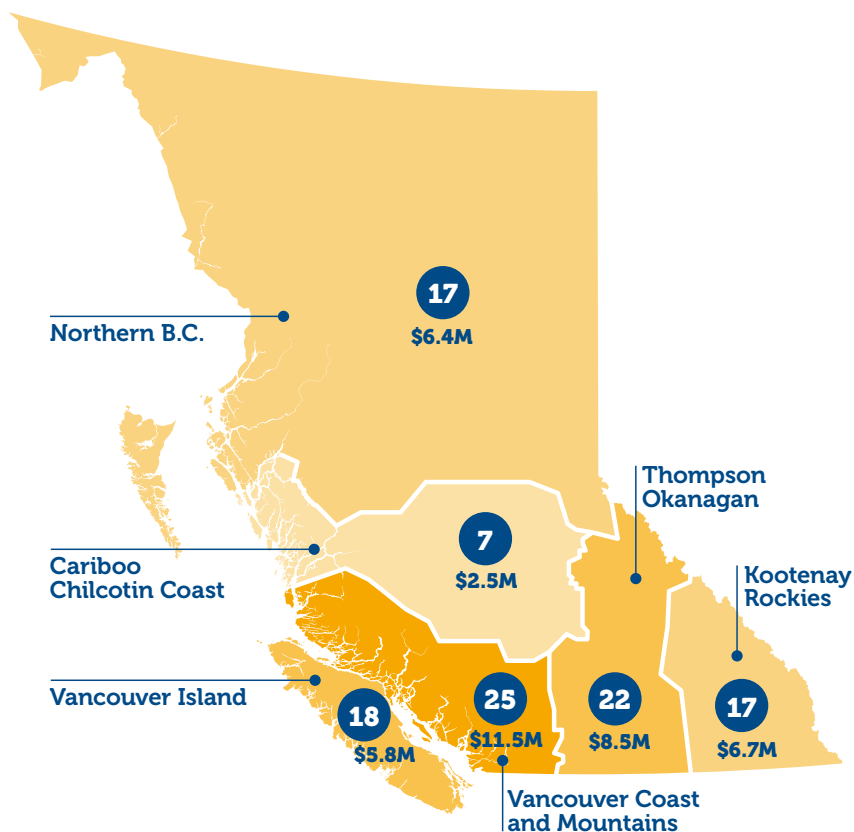 17
$6.4M
Northern B.C.
Thompson
Okanagan
7
$2.5M
Cariboo
Chilcotin Coast
Kootenay
Rockies
Vancouver Island
18
$5.8M
25
$11.5M
22
$8.5M
17
$6.7M
Vancouver Coast
and Mountains